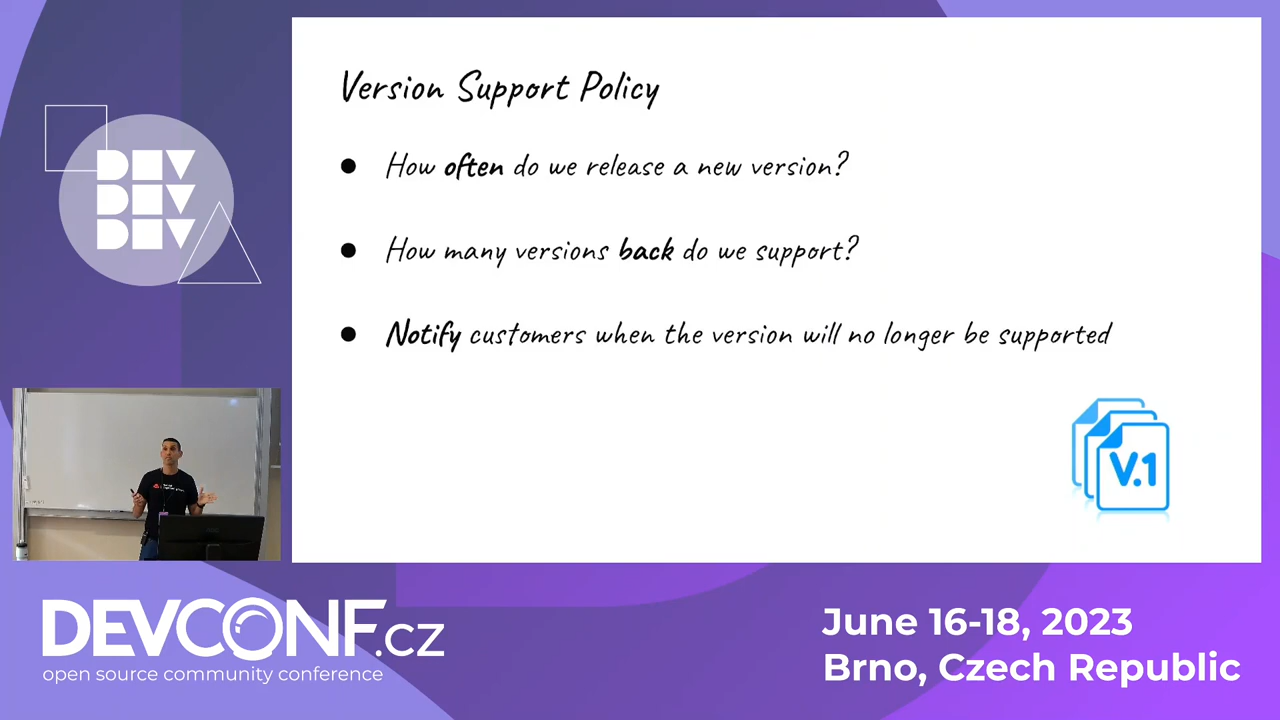 Version Support Policy
How often do we release a new version?
How many versions back do we support?
Notify customers when the version will no longer be supported
V.1
DEV
DEV
DEV
DEVCONF.cz
open source community conference
June 16-18, 2023
Brno, Czech Republic